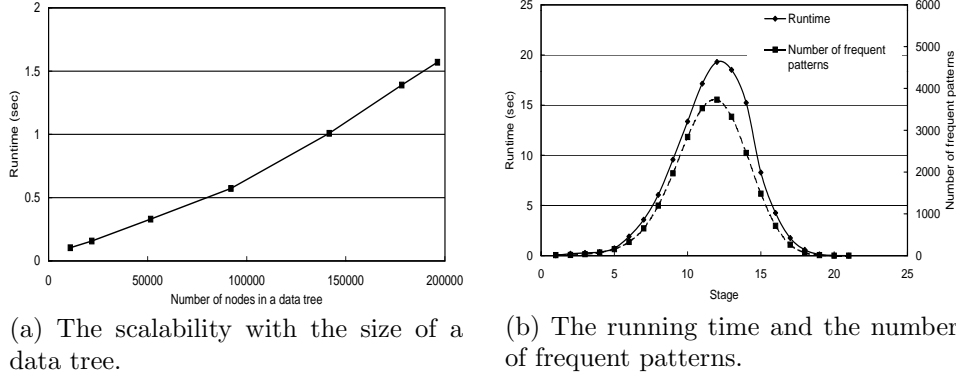 2
1.5
1
0.5
0
Runtime (sec)
0 50000 100000 150000 200000
Number of nodes in a data tree
(a) The scalability with the size of a
data tree.
25
20
15
10
5
0
Runtime (sec)
Runtime
Number of frequent
patterns
6000
5000
4000
3000
2000
1000
0
Number of frequent patterns
0 5 10 15 20 25
Stage
(b) The running time and the number
of frequent patterns.